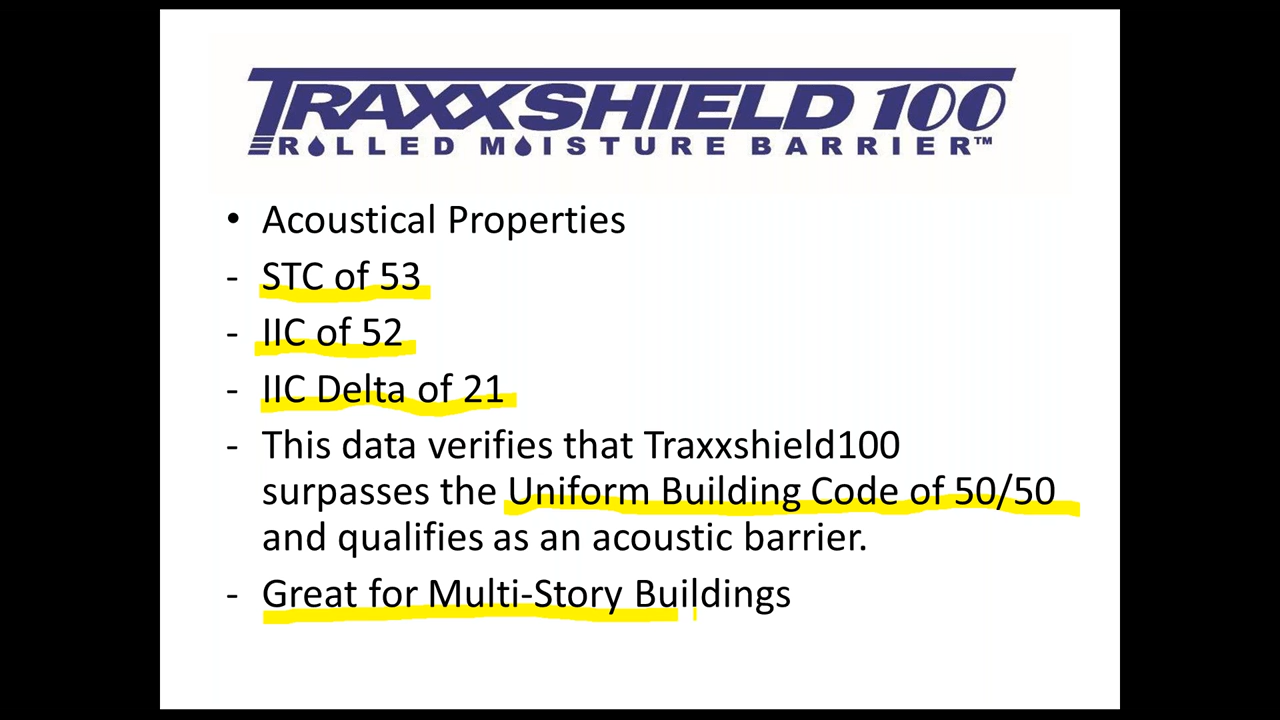 TRAXXSHIELD 100
ROLLED MOISTURE BARRIER™
• Acoustical Properties
- STC of 53
- IIC of 52
- IIC Delta of 21
- This data verifies that Traxxshield100
surpasses the Uniform Building Code of 50/50
and qualifies as an acoustic barrier.
- Great for Multi-Story Buildings